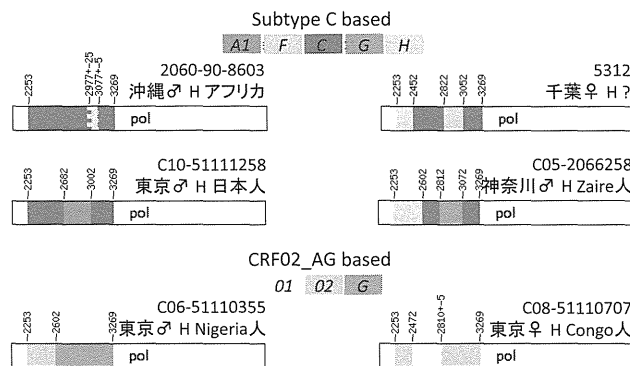 Subtype C based
A1 F C G H
2060-90-8603
沖縄♂ H アフリカ
2253 2977+-25 3077+-5 3269
pol
5312
千葉♀ H ?
2253 2452 2822 3052 3269
pol
C10-51111258
東京♂ H 日本人
2253 2682 3002 3269
pol
C05-2066258
神奈川♂ H Zaire人
2253 2602 2812 3072 3269
pol
CRF02_AG based
01 02 G
C06-51110355
東京♂ H Nigeria人
2253 2602 3269
pol
C08-51110707
東京♀ H Congo人
2253 2472 2810+-5 3269
pol